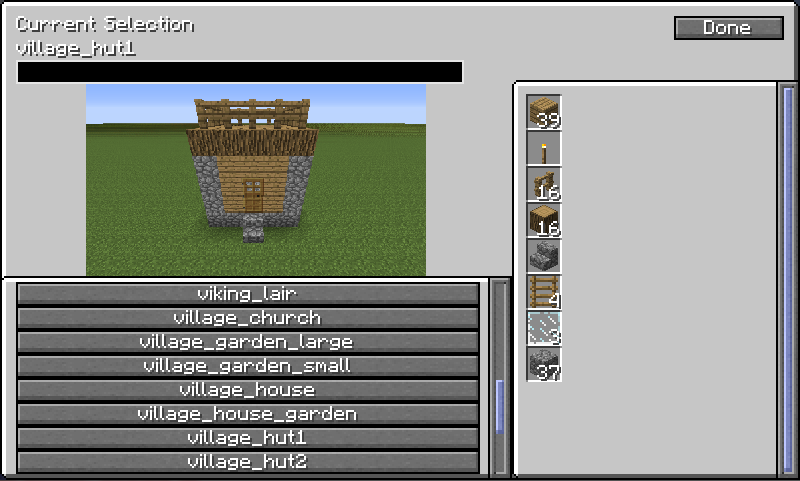 Current Selection
village_hut1
Done
39
16
16
4
3
37
viking_lair
village_church
village_garden_large
village_garden_small
village_house
village_house_garden
village_hut1
village_hut2